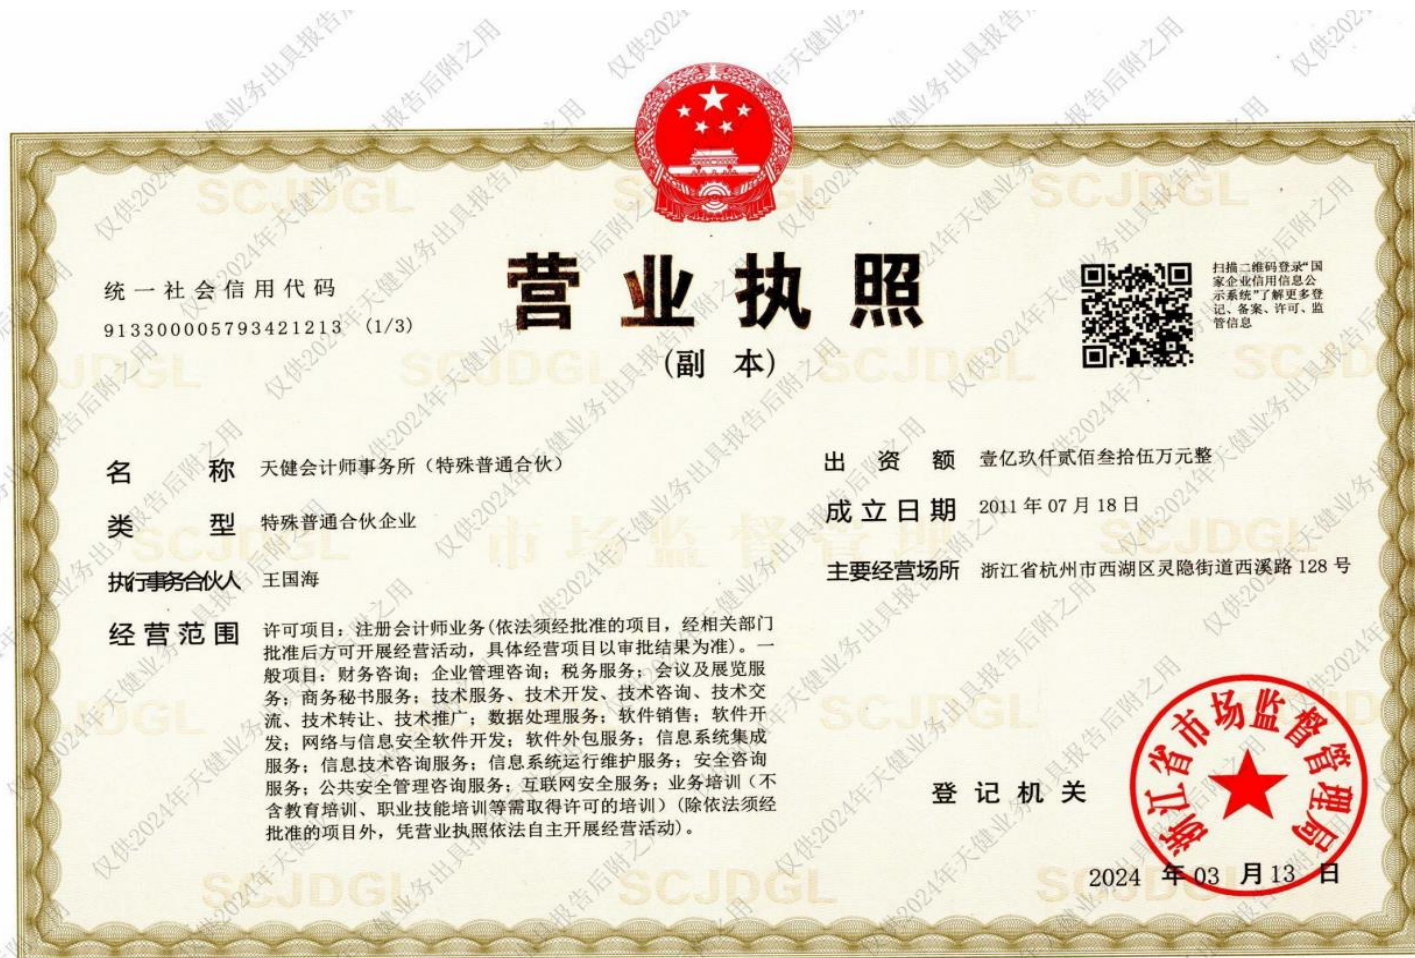 营业执照
(副 本)
统一社会信用代码
913300005793421213 (1/3)
扫描二维码登录“国
家企业信用信息公
示系统”了解更多登
记、备案、许可、监
管信息
名 称 天健会计师事务所（特殊普通合伙）
类 型 特殊普通合伙企业
执行事务合伙人 王国海
经营范围 许可项目：注册会计师业务(依法须经批准的项目，经相关部门
批准后方可开展经营活动，具体经营项目以审批结果为准)。一
般项目：财务咨询；企业管理咨询；税务服务；会议及展览服
务；商务秘书服务；技术服务、技术开发、技术咨询、技术交
流、技术转让、技术推广；数据处理服务；软件销售；软件开
发；网络与信息安全软件开发；软件外包服务；信息系统集成
服务；信息技术咨询服务；信息系统运行维护服务；安全咨询
服务；公共安全管理咨询服务；互联网安全服务；业务培训（不
含教育培训、职业技能培训等需取得许可的培训）(除依法须经
批准的项目外，凭营业执照依法自主开展经营活动)。
出 资 额 壹亿玖仟贰佰叁拾伍万元整
成立日期 2011年07月18日
主要经营场所 浙江省杭州市西湖区灵隐街道西溪路128号
登记机关
浙江省市场监督管理局
2024 年 03 月 13 日
SCJDGL
市场监督管理
仅供2024年天健业务出具报告后附之用